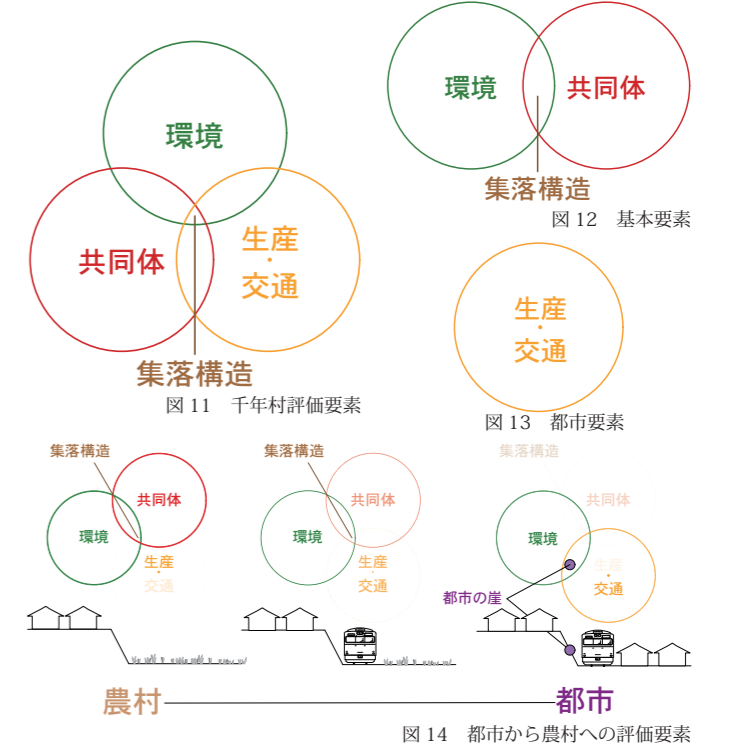 環境
共同体
生産
・
交通
集落構造
図 11　千年村評価要素
環境
共同体
集落構造
図 12　基本要素
生産
・
交通
図 13　都市要素
集落構造
共同体
環境
生産
・
交通
集落構造
共同体
環境
生産
・
交通
集落構造
共同体
環境
生産
・
交通
都市の崖
農村
都市
図 14　都市から農村への評価要素